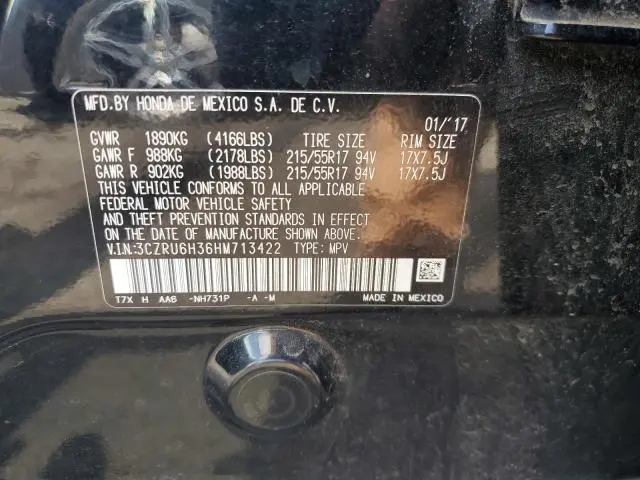 MFD.BY HONDA DE MEXICO S.A. DE C.V.
01/'17
GVWR 1890KG (4166LBS) TIRE SIZE RIM SIZE
GAWR F 988KG (2178LBS) 215/55R17 94V 17X7.5J
GAWR R 902KG (1988LBS) 215/55R17 94V 17X7.5J
THIS VEHICLE CONFORMS TO ALL APPLICABLE
FEDERAL MOTOR VEHICLE SAFETY
AND THEFT PREVENTION STANDARDS IN EFFECT
ON THE DATE OF MANUFACTURE SHOWN ABOVE.
V.I.N.:3CZRU6H36HM713422 TYPE: MPV
T7X H AA6 -NH731P -A -M MADE IN MEXICO